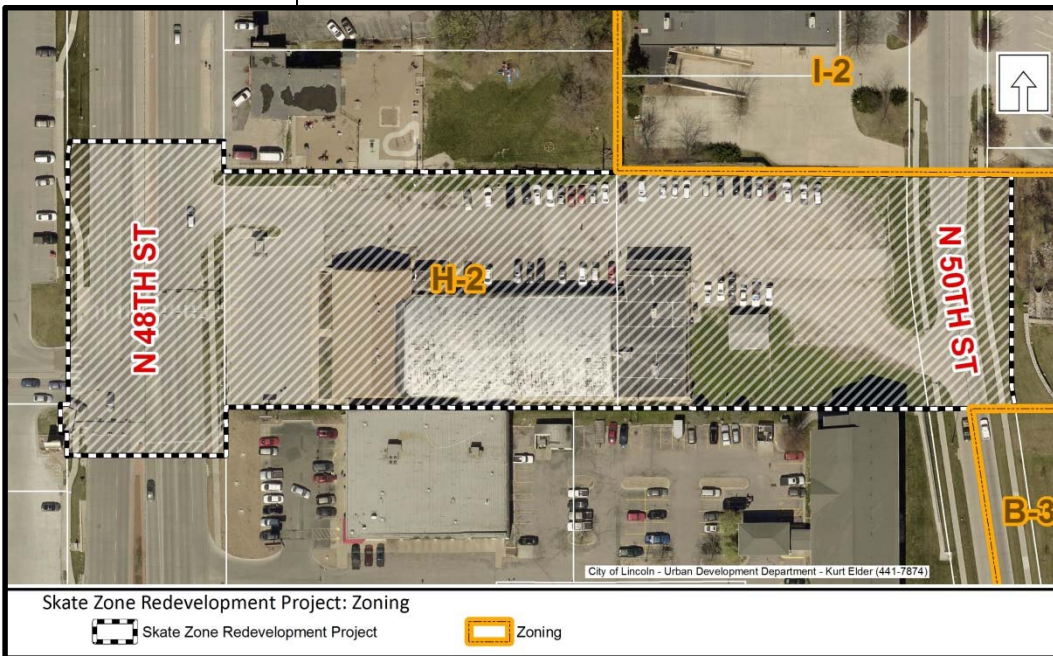 I-2
N 48TH ST
H-2
N 50TH ST
B-3
City of Lincoln - Urban Development Department - Kurt Elder (441-7874)
Skate Zone Redevelopment Project: Zoning
Skate Zone Redevelopment Project
Zoning